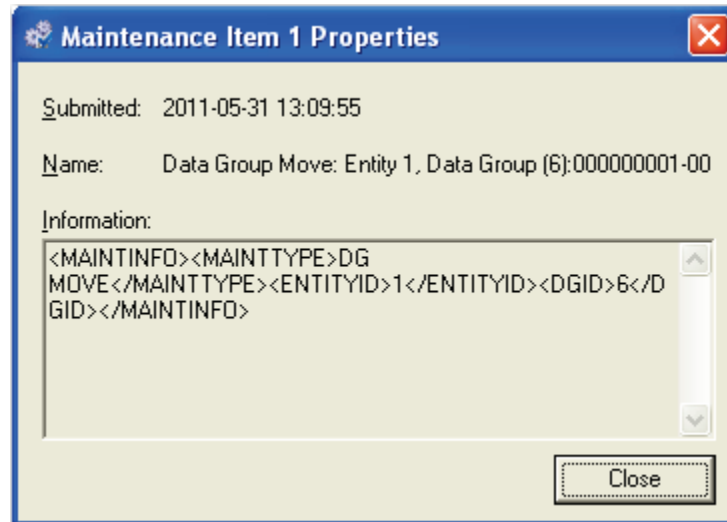 Maintenance Item 1 Properties
Submitted: 2011-05-31 13:09:55
Name: Data Group Move: Entity 1, Data Group (6):000000001-00
Information:
<MAINTINFO><MAINTTYPE>DG
MOVE</MAINTTYPE><ENTITYID>1</ENTITYID><DGID>6</D
GID></MAINTINFO>
Close